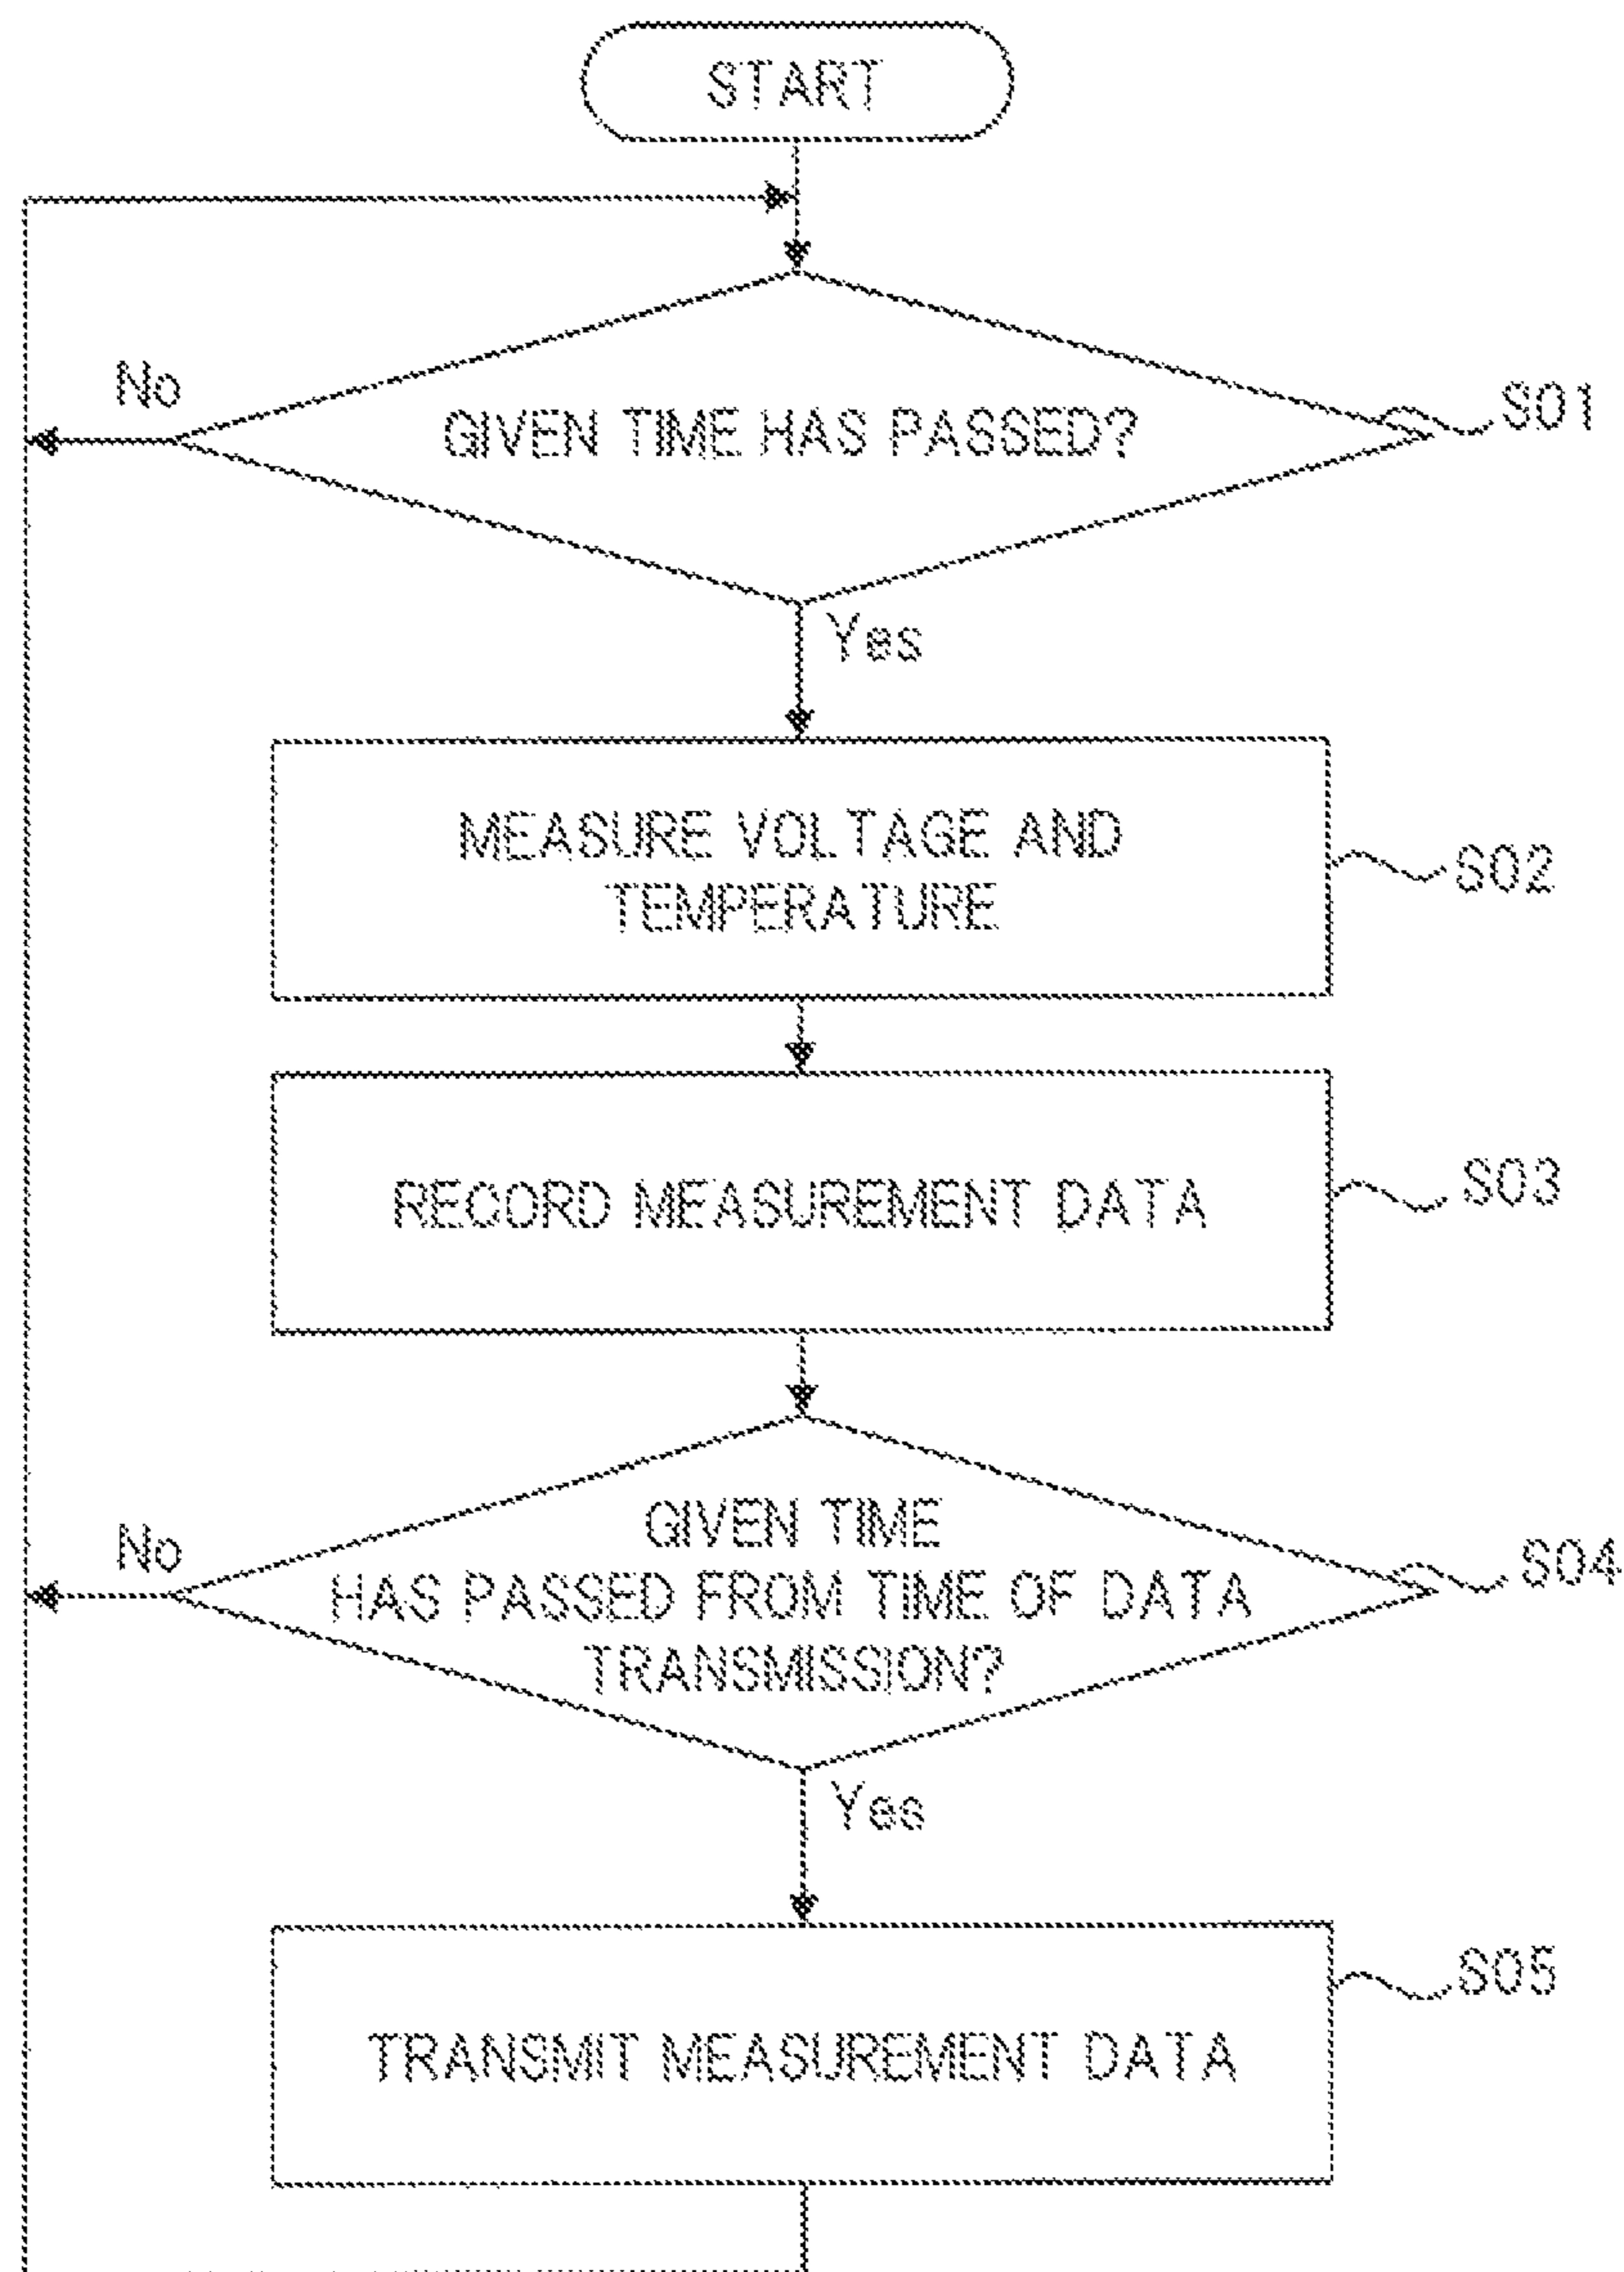 START
No
GIVEN TIME HAS PASSED?
S01
Yes
MEASURE VOLTAGE AND
TEMPERATURE
S02
RECORD MEASUREMENT DATA
S03
GIVEN TIME
No
HAS PASSED FROM TIME OF DATA
S04
TRANSMISSION?
Yes
TRANSMIT MEASUREMENT DATA
S05